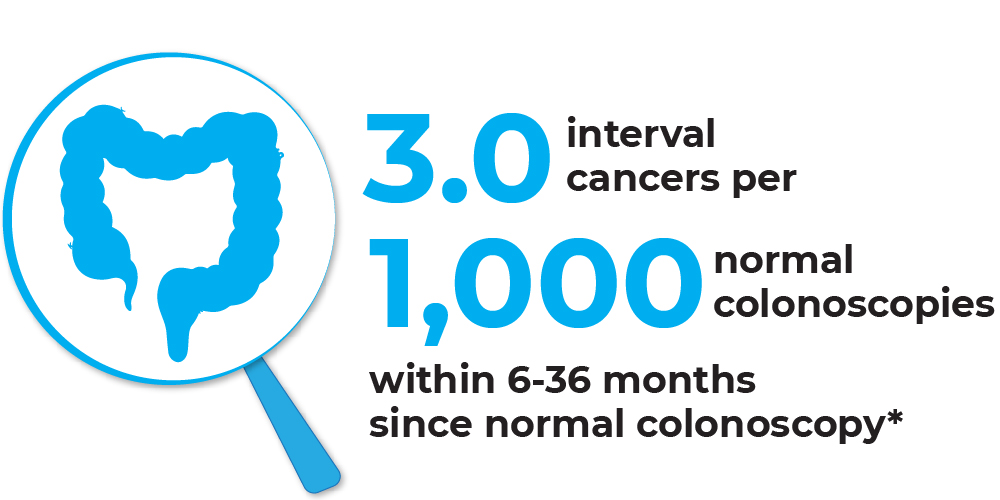 3.0 interval
cancers per
1,000 normal
colonoscopies
within 6-36 months
since normal colonoscopy*